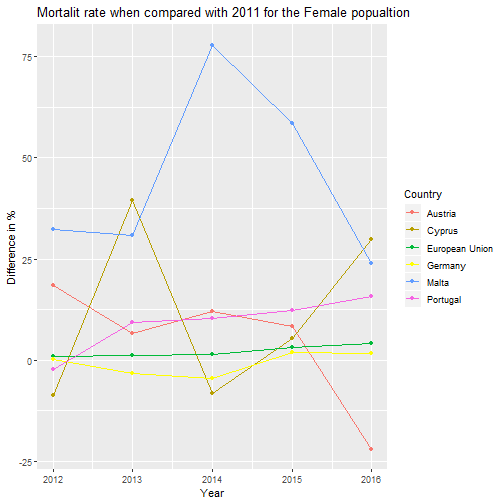 Mortalit rate when compared with 2011 for the Female popualtion
75
50
25
0
-25
Difference in %
2012
2013
2014
2015
2016
Year
Country
Austria
Cyprus
European Union
Germany
Malta
Portugal